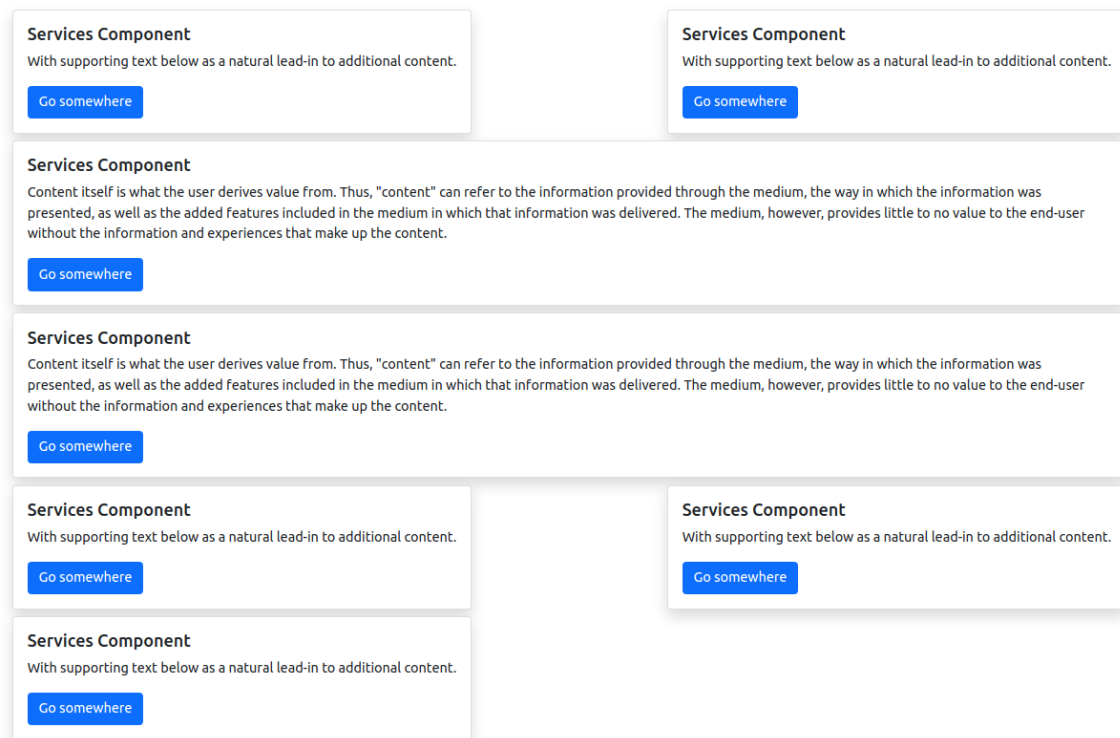 Services Component
With supporting text below as a natural lead-in to additional content.
Go somewhere
Services Component
With supporting text below as a natural lead-in to additional content.
Go somewhere
Services Component
Content itself is what the user derives value from. Thus, "content" can refer to the information provided through the medium, the way in which the information was
presented, as well as the added features included in the medium in which that information was delivered. The medium, however, provides little to no value to the end-user
without the information and experiences that make up the content.
Go somewhere
Services Component
Content itself is what the user derives value from. Thus, "content" can refer to the information provided through the medium, the way in which the information was
presented, as well as the added features included in the medium in which that information was delivered. The medium, however, provides little to no value to the end-user
without the information and experiences that make up the content.
Go somewhere
Services Component
With supporting text below as a natural lead-in to additional content.
Go somewhere
Services Component
With supporting text below as a natural lead-in to additional content.
Go somewhere
Services Component
With supporting text below as a natural lead-in to additional content.
Go somewhere